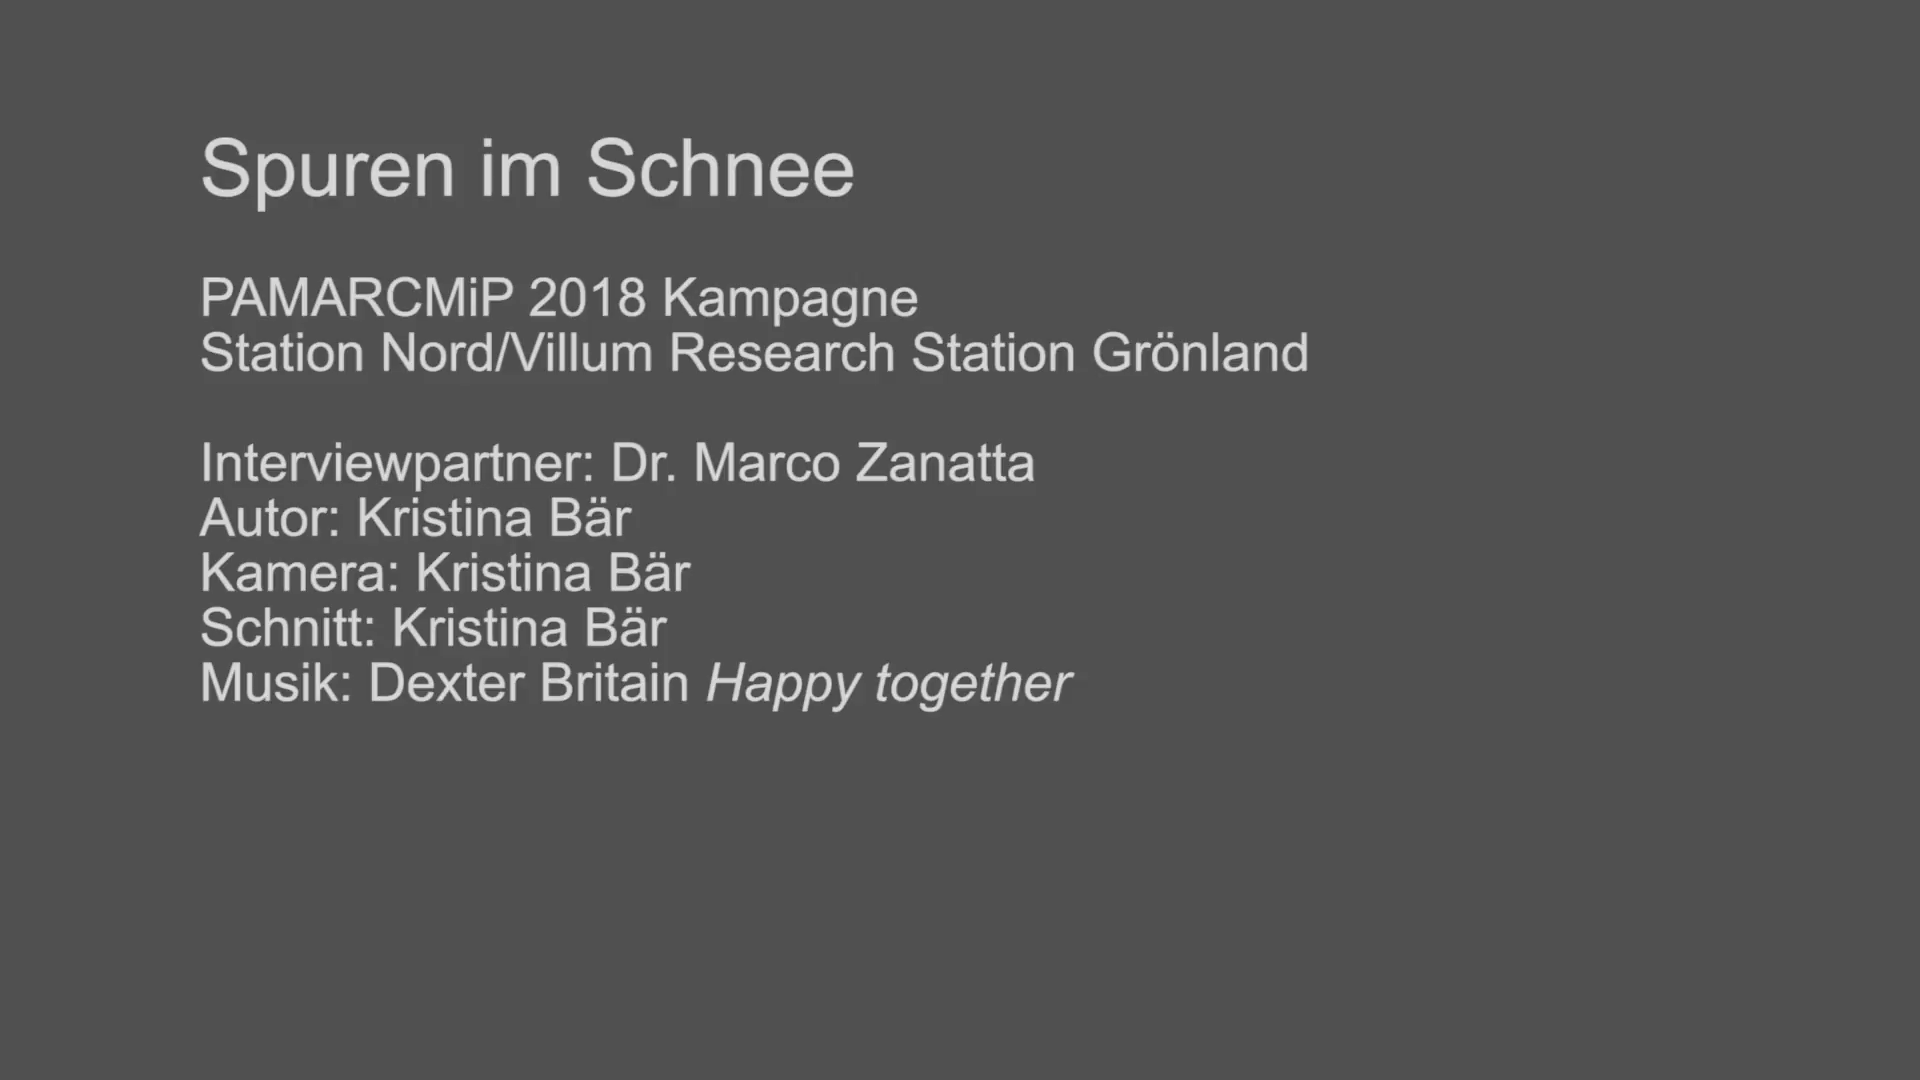 Spuren im Schnee
PAMARCMiP 2018 Kampagne
Station Nord/Villum Research Station Grönland
Interviewpartner: Dr. Marco Zanatta
Autor: Kristina Bär
Kamera: Kristina Bär
Schnitt: Kristina Bär
Musik: Dexter Britain Happy together